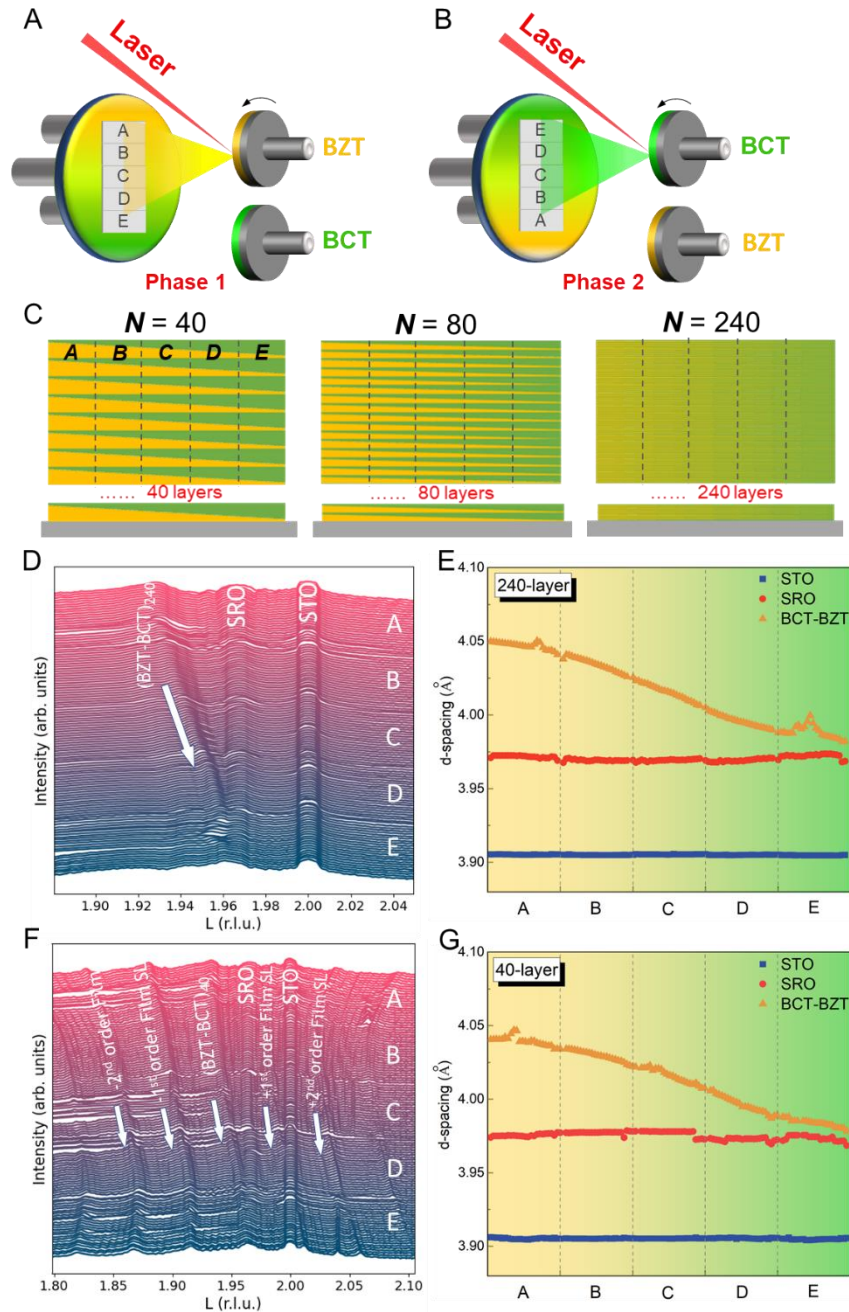 A
Laser
BZT
A
B
C
D
E
BCT
Phase 1
B
Laser
BCT
E
D
C
B
A
BZT
Phase 2
C
N = 40
N = 80
N = 240
A B C D E
...... 40 layers
...... 80 layers
...... 240 layers
D
(BZT-BCT)240
SRO
STO
A
B
C
D
E
Intensity (arb. units)
1.90 1.92 1.94 1.96 1.98 2.00 2.02 2.04
L (r.l.u.)
E
240-layer
STO
SRO
BCT-BZT
4.10
4.05
4.00
3.95
3.90
d-spacing (Å)
A B C D E
F
-2nd order Film
-1st order Film SL
(BZT-BCT)40
SRO
+1st order Film SL
STO
+2nd order Film SL
A
B
C
D
E
Intensity (arb. units)
1.80 1.85 1.90 1.95 2.00 2.05 2.10
L (r.l.u.)
G
40-layer
STO
SRO
BCT-BZT
4.10
4.05
4.00
3.95
3.90
d-spacing (Å)
A B C D E